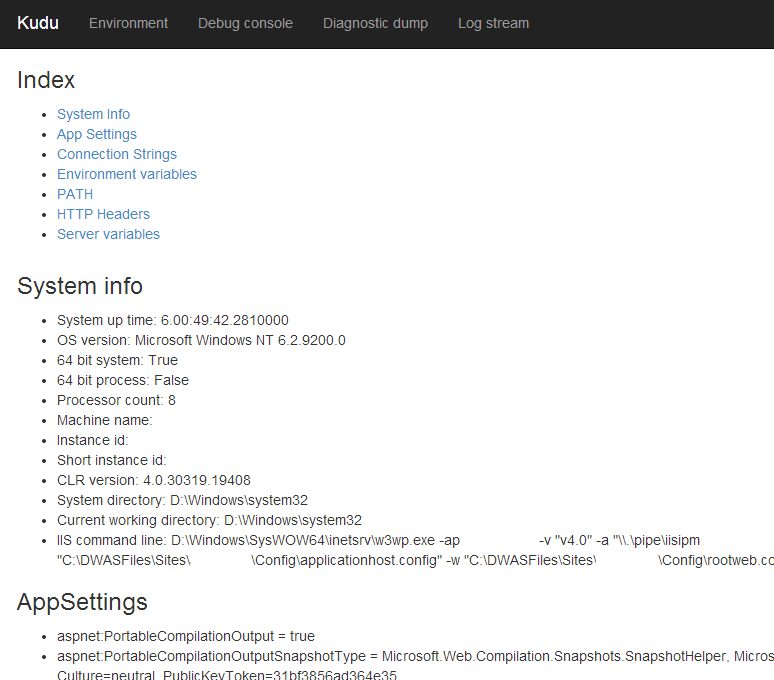 Kudu Environment Debug console Diagnostic dump Log stream
Index
System Info
App Settings
Connection Strings
Environment variables
PATH
HTTP Headers
Server variables
System info
System up time: 6.00:49:42.2810000
OS version: Microsoft Windows NT 6.2.9200.0
64 bit system: True
64 bit process: False
Processor count: 8
Machine name:
Instance id:
Short instance id:
CLR version: 4.0.30319.19408
System directory: D:\Windows\system32
Current working directory: D:\Windows\system32
IIS command line: D:\Windows\SysWOW64\inetsrv\w3wp.exe -ap -v "v4.0" -a "\\.\pipe\iisipm
"C:\DWASFiles\Sites\ \Config\applicationhost.config" -w "C:\DWASFiles\Sites\ \Config\rootweb.co
AppSettings
aspnet:PortableCompilationOutput = true
aspnet:PortableCompilationOutputSnapshotType = Microsoft.Web.Compilation.Snapshots.SnapshotHelper, Micros
Culture=neutral, PublicKeyToken=31bf3856ad364e35